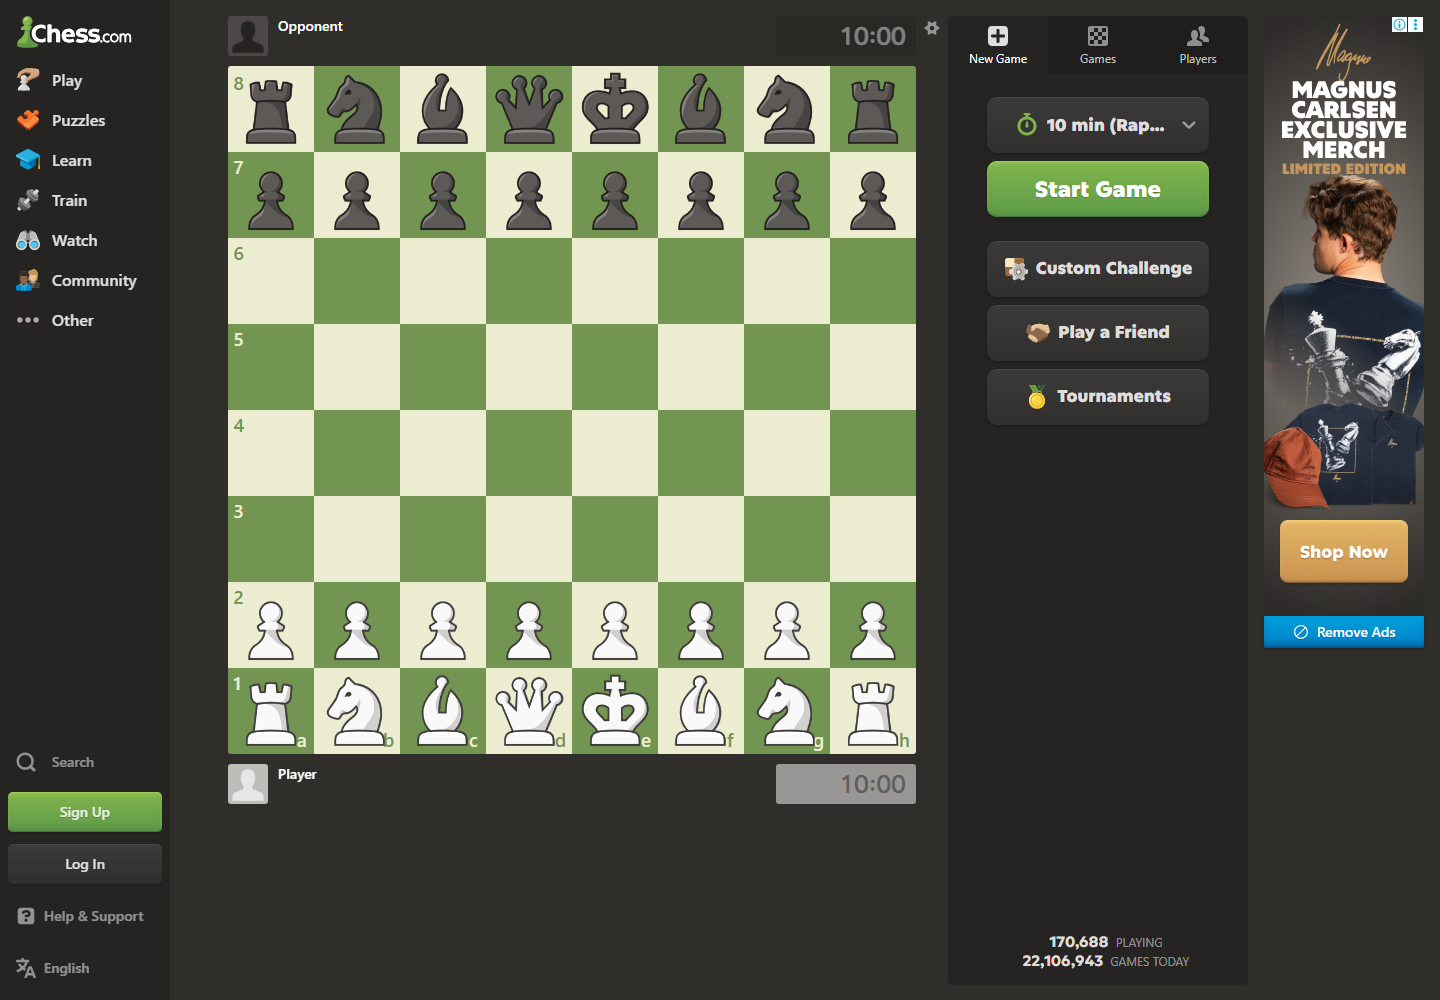 Chess.com
Play
Puzzles
Learn
Train
Watch
Community
Other
Search
Sign Up
Log In
Help & Support
English
Opponent
10:00
8
7
6
5
4
3
2
1
a b c d e f g h
Player
10:00
New Game
Games
Players
10 min (Rap...
Start Game
Custom Challenge
Play a Friend
Tournaments
170,688 PLAYING
22,106,943 GAMES TODAY
Magnus
MAGNUS
CARLSEN
EXCLUSIVE
MERCH
LIMITED EDITION
Shop Now
Remove Ads